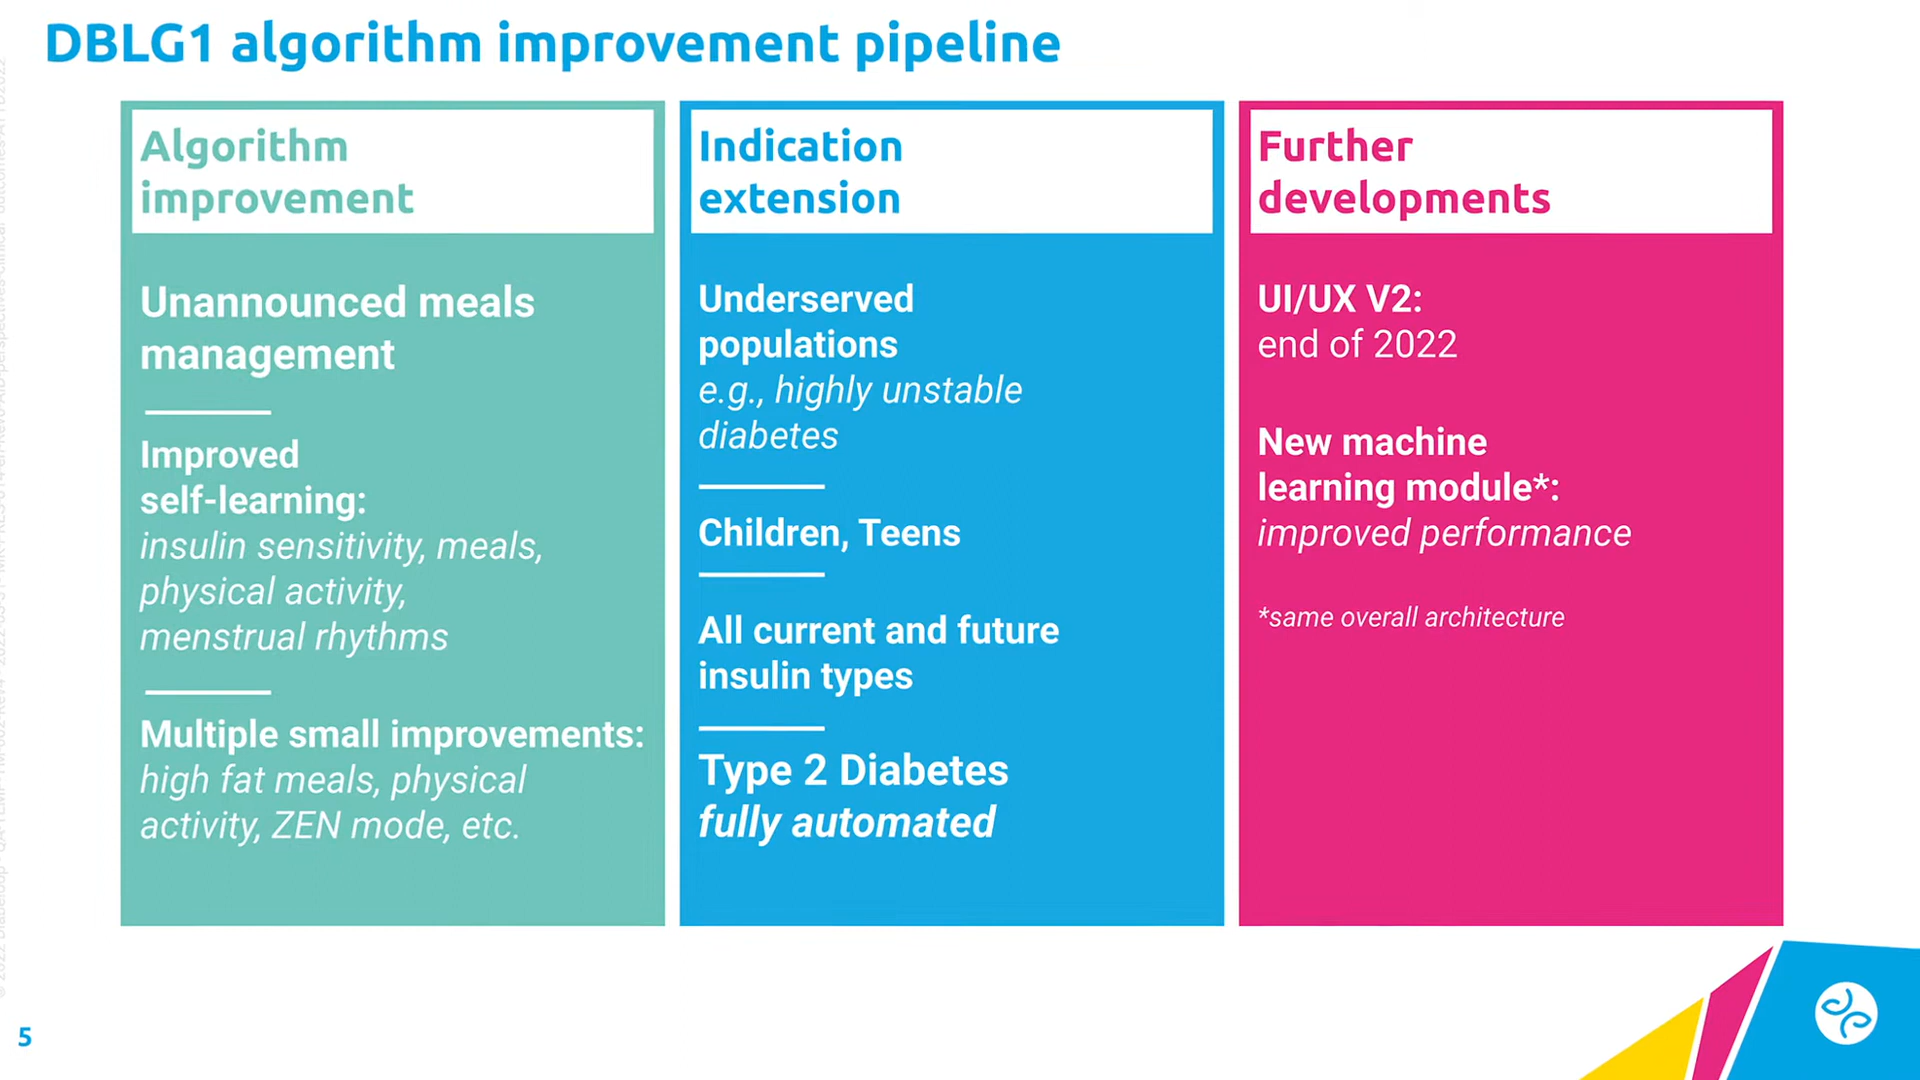 DBLG1 algorithm improvement pipeline
Algorithm
improvement
Unannounced meals
management
Improved
self-learning:
insulin sensitivity, meals,
physical activity,
menstrual rhythms
Multiple small improvements:
high fat meals, physical
activity, ZEN mode, etc.
Indication
extension
Underserved
populations
e.g., highly unstable
diabetes
Children, Teens
All current and future
insulin types
Type 2 Diabetes
fully automated
Further
developments
UI/UX V2:
end of 2022
New machine
learning module*:
improved performance
*same overall architecture
5